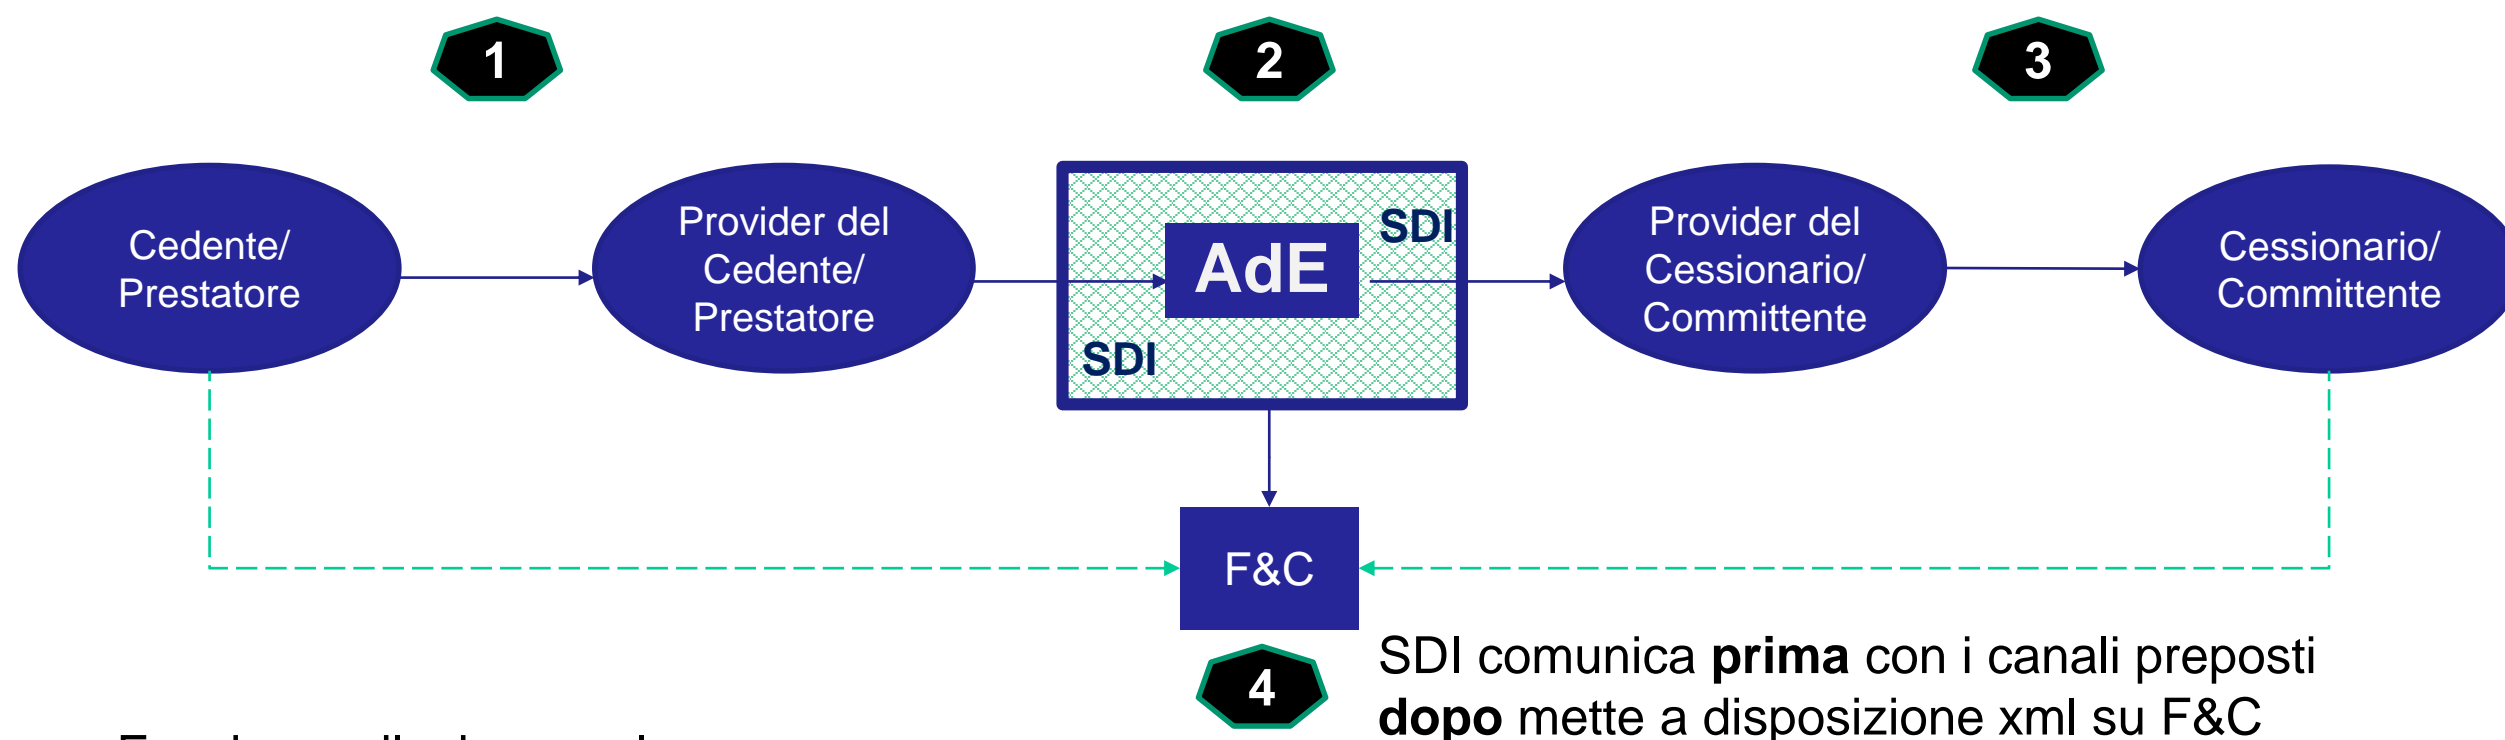 1
2
3
Cedente/
Prestatore
Provider del
Cedente/
Prestatore
SDI
AdE
SDI
Provider del
Cessionario/
Committente
Cessionario/
Committente
F&C
4
SDI comunica prima con i canali preposti
dopo mette a disposizione xml su F&C